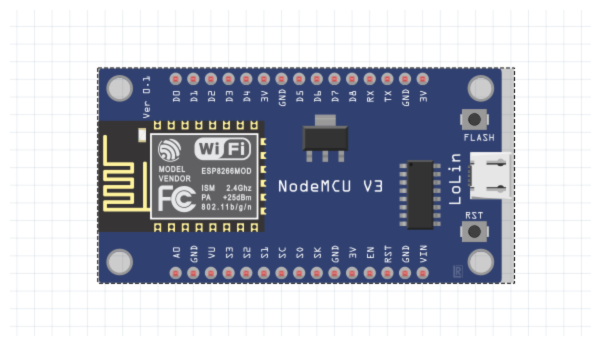 Ver 0.1
D0 D1 D2 D3 D4 3V GND D5 D6 D7 D8 RX TX GND 3V
FLASH
WiFi
MODEL
VENDOR
ESP8266MOD
FC
ISM 2.4Ghz
PA +25dBm
802.11b/g/n
NodeMCU V3
LoLin
RST
A0 GND VU S3 S2 S1 SC S0 SK GND 3V EN RST GND VIN